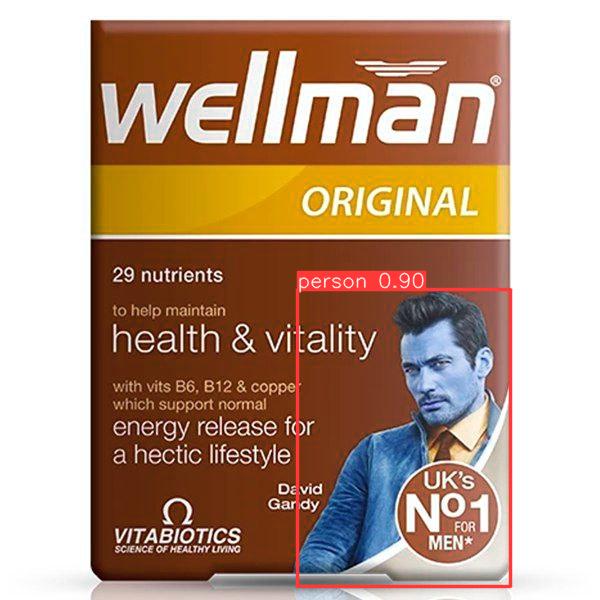 wellman®
ORIGINAL
29 nutrients
person 0.90
to help maintain
health & vitality
with vits B6, B12 & copper
which support normal
energy release for
a hectic lifestyle
David
Gandy
UK's
No1
FOR
MEN*
VITABIOTICS
SCIENCE OF HEALTHY LIVING